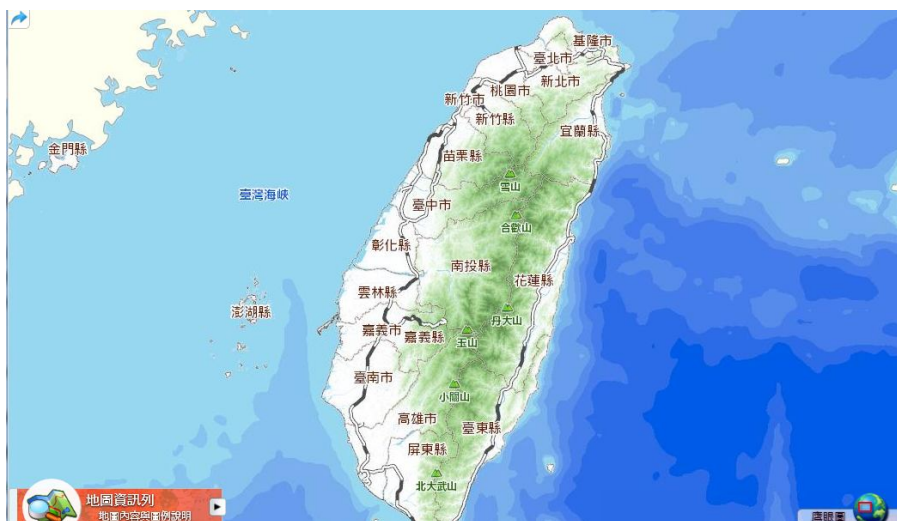 基隆市
臺北市
新北市
桃園市
新竹市
新竹縣
宜蘭縣
金門縣
苗栗縣
雪山
臺灣海峽
臺中市
合歡山
彰化縣
南投縣
花蓮縣
雲林縣
澎湖縣
丹大山
嘉義市
嘉義縣
玉山
臺南市
小關山
高雄市
臺東縣
屏東縣
北大武山
地圖資訊列
地圖內容與圖例說明
鷹眼圖